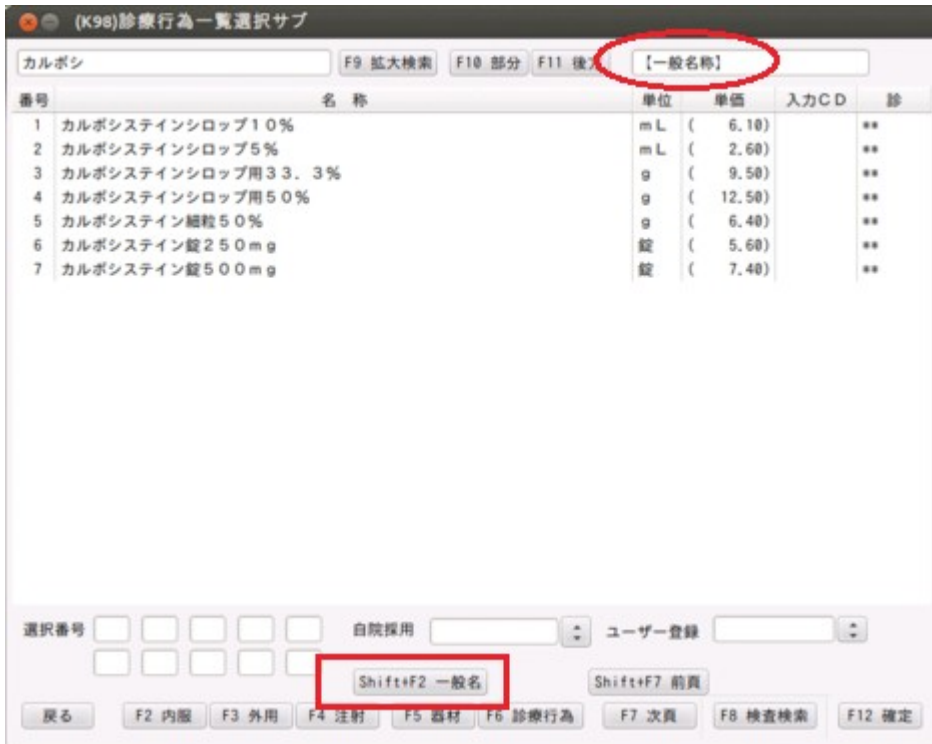 (K98)診療行為一覧選択サブ
カルボシ F9 拡大検索 F10 部分 F11 後 【一般名称】
番号 名 称 単位 単価 入力CD 診
1 カルボシステインシロップ10% mL ( 6.10) **
2 カルボシステインシロップ5% mL ( 2.60) **
3 カルボシステインシロップ用33.3% g ( 9.50) **
4 カルボシステインシロップ用50% g ( 12.50) **
5 カルボシステイン細粒50% g ( 6.40) **
6 カルボシステイン錠250mg 錠 ( 5.60) **
7 カルボシステイン錠500mg 錠 ( 7.40) **
選択番号 自院採用 ユーザー登録
Shift+F2 一般名 Shift+F7 前頁
戻る F2 内服 F3 外用 F4 注射 F5 器材 F6 診療行為 F7 次頁 F8 検査検索 F12 確定